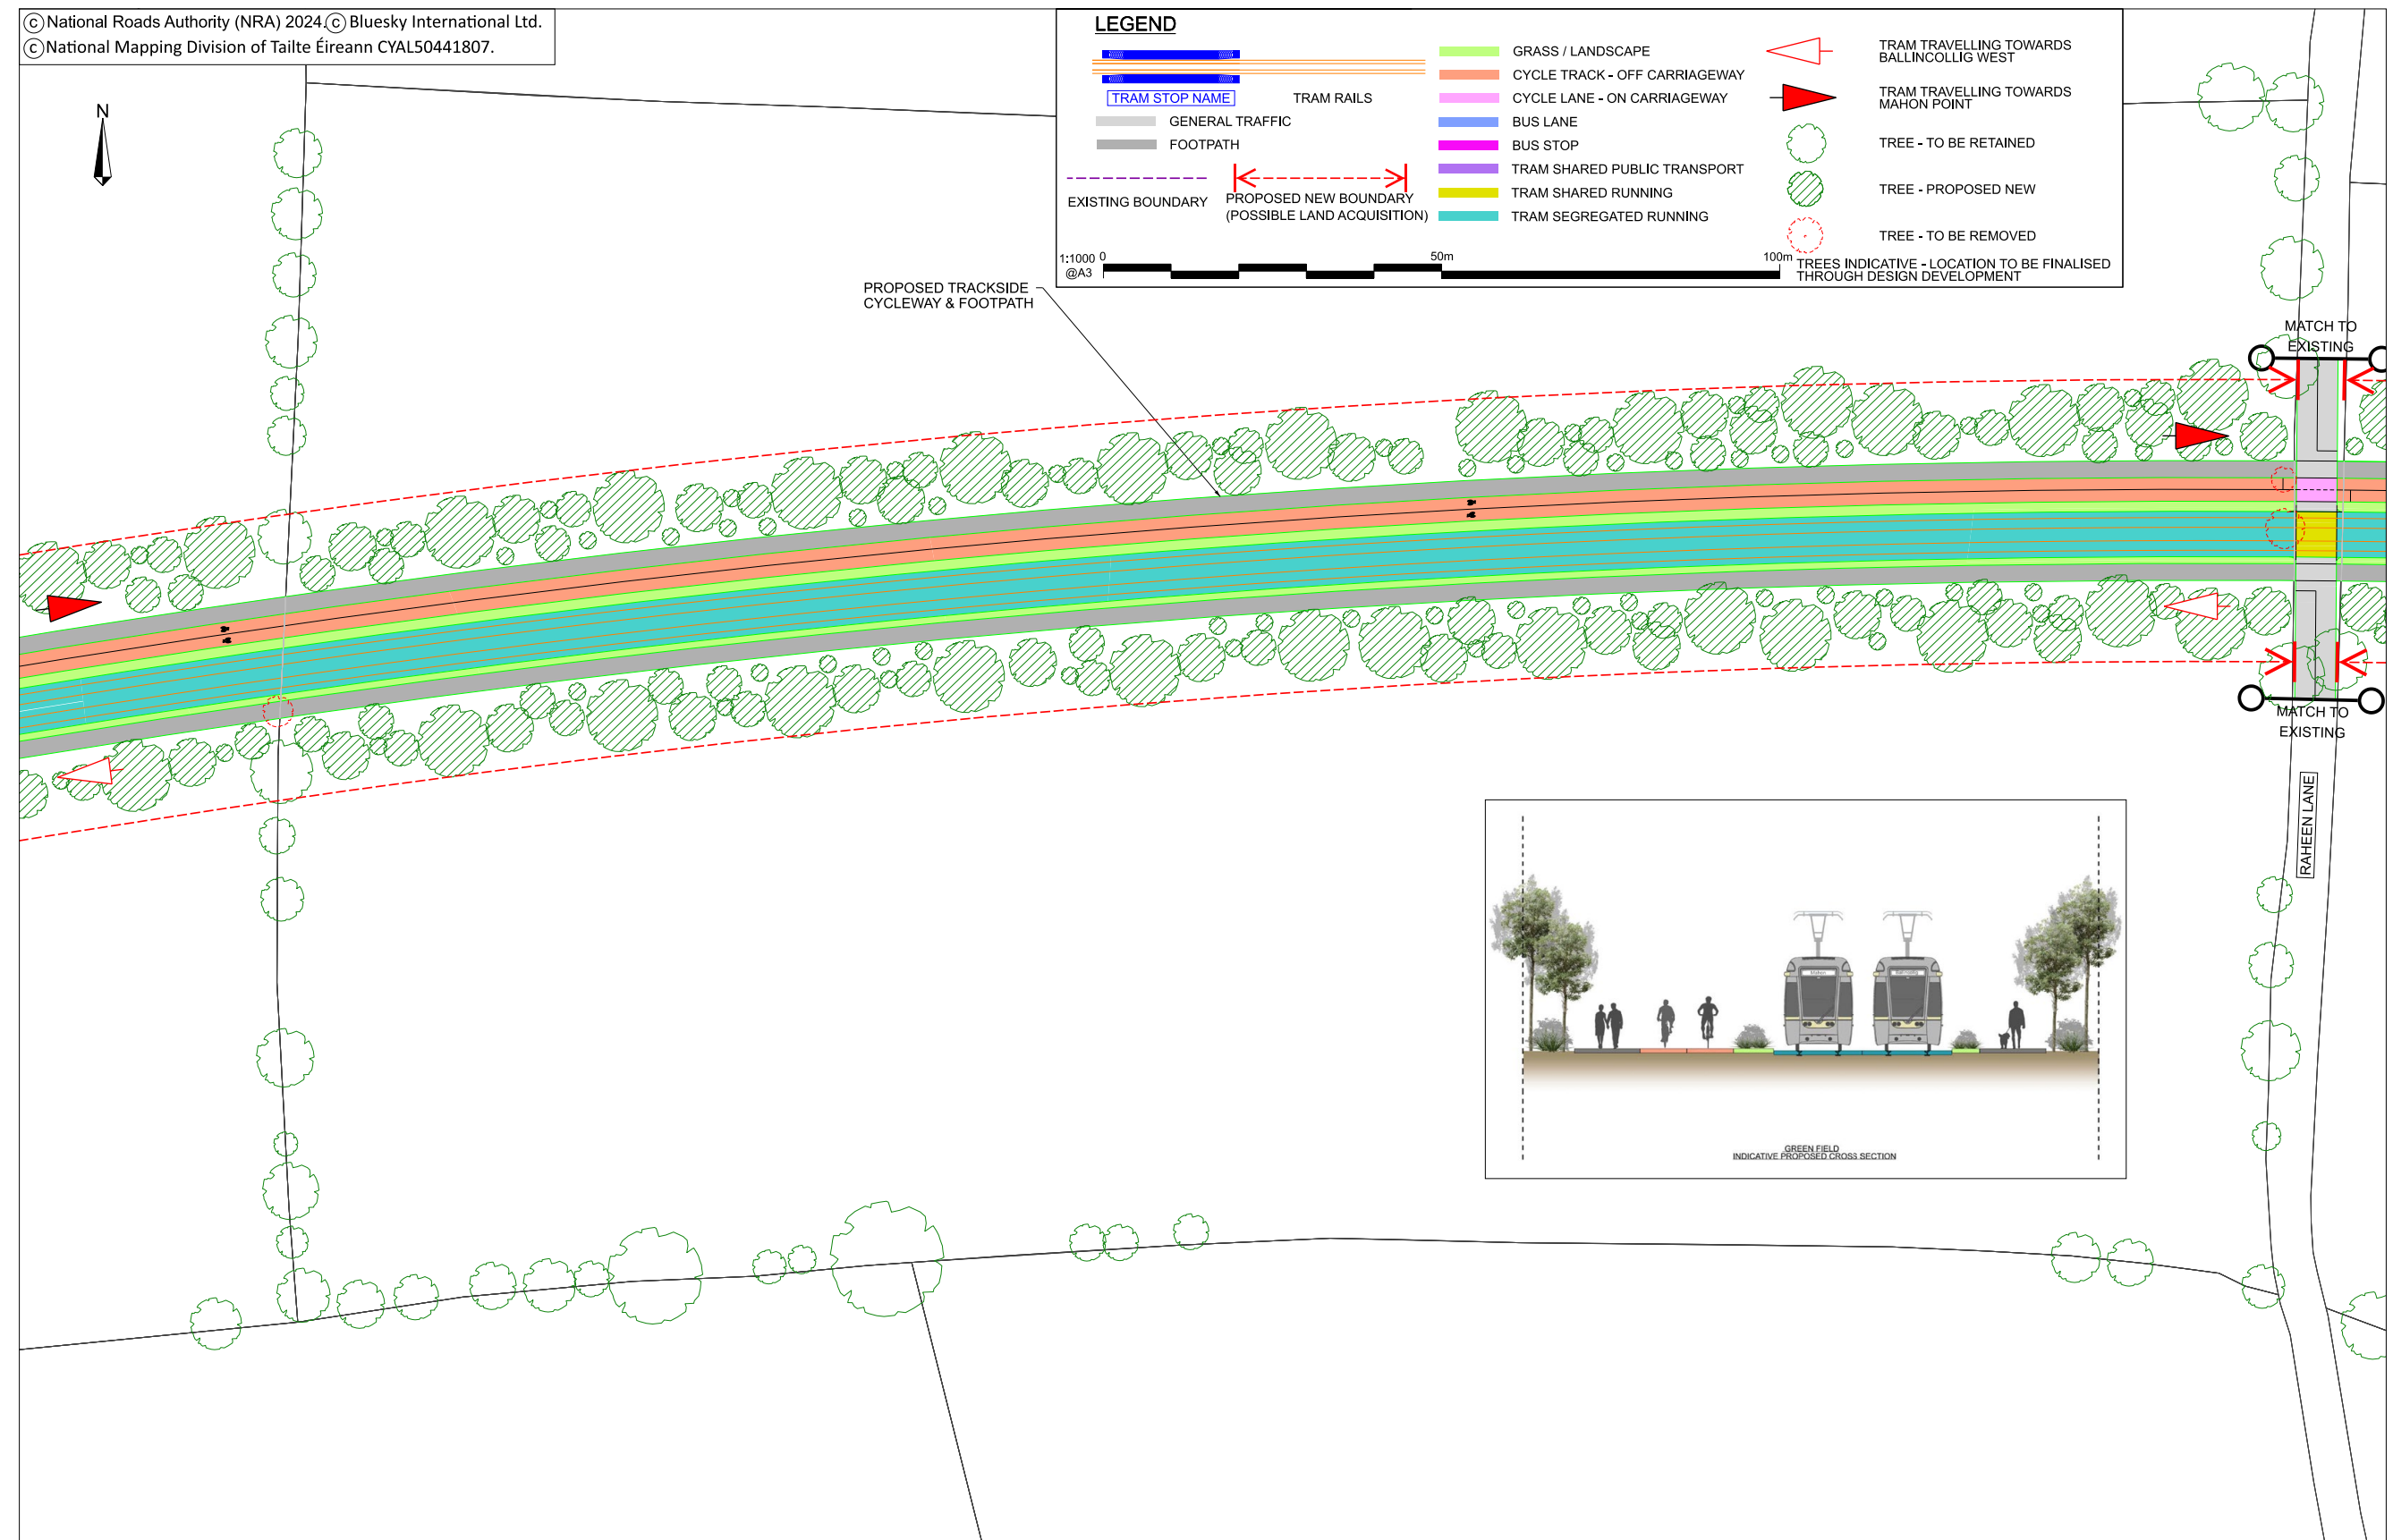 © National Roads Authority (NRA) 2024. © Bluesky International Ltd.
© National Mapping Division of Tailte Éireann CYAL50441807.
N
LEGEND
TRAM STOP NAME
TRAM RAILS
GENERAL TRAFFIC
FOOTPATH
EXISTING BOUNDARY
PROPOSED NEW BOUNDARY
(POSSIBLE LAND ACQUISITION)
GRASS / LANDSCAPE
CYCLE TRACK - OFF CARRIAGEWAY
CYCLE LANE - ON CARRIAGEWAY
BUS LANE
BUS STOP
TRAM SHARED PUBLIC TRANSPORT
TRAM SHARED RUNNING
TRAM SEGREGATED RUNNING
TRAM TRAVELLING TOWARDS
BALLINCOLLIG WEST
TRAM TRAVELLING TOWARDS
MAHON POINT
TREE - TO BE RETAINED
TREE - PROPOSED NEW
TREE - TO BE REMOVED
TREES INDICATIVE - LOCATION TO BE FINALISED
THROUGH DESIGN DEVELOPMENT
1:1000
@A3
0
50m
100m
PROPOSED TRACKSIDE
CYCLEWAY & FOOTPATH
MATCH TO
EXISTING
MATCH TO
EXISTING
RAHEEN LANE
GREEN FIELD
INDICATIVE PROPOSED CROSS SECTION